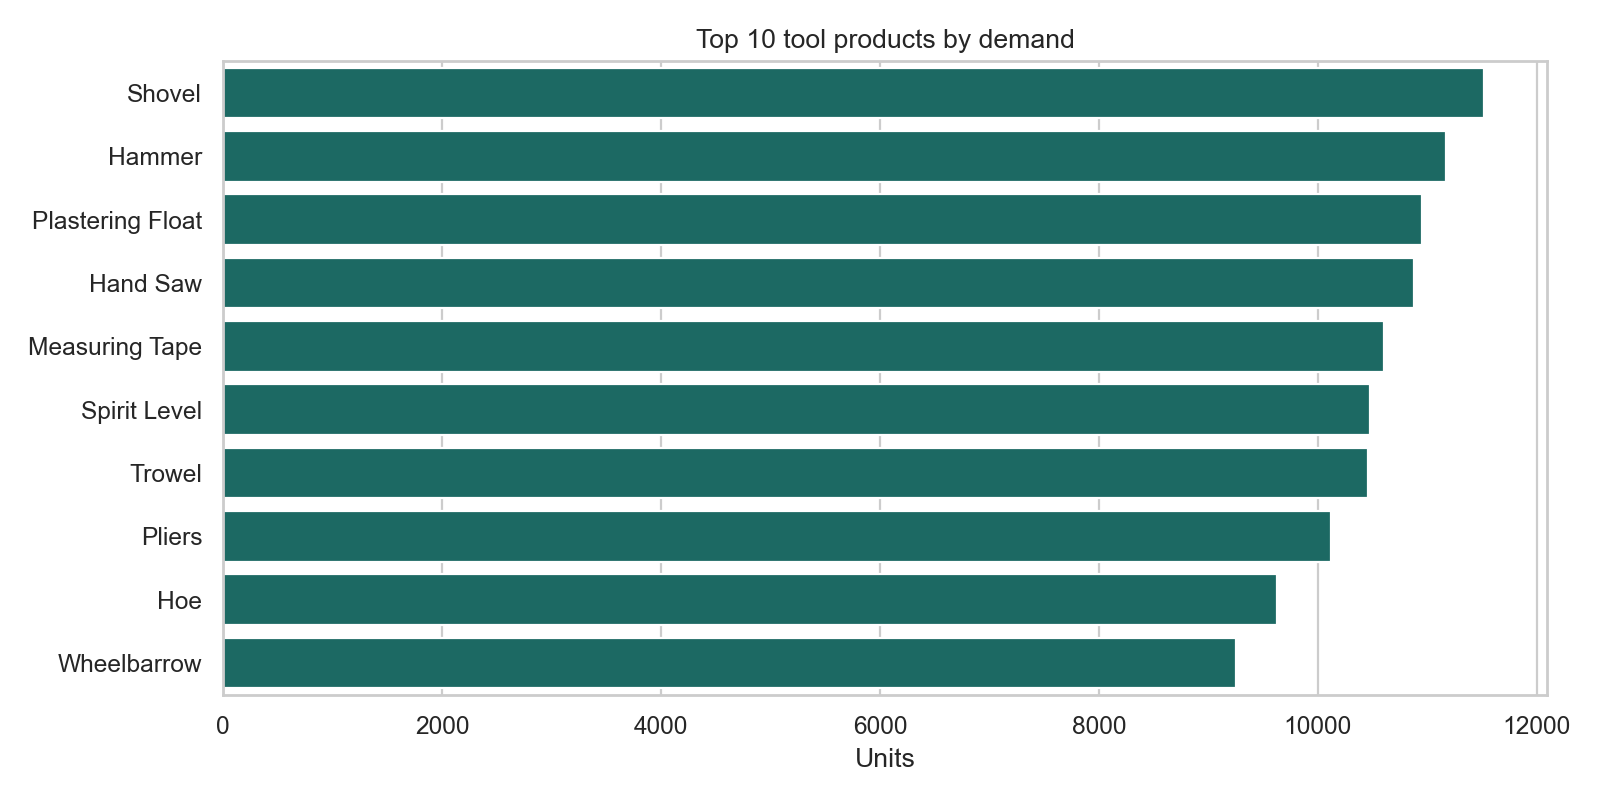 Top 10 tool products by demand
Shovel
Hammer
Plastering Float
Hand Saw
Measuring Tape
Spirit Level
Trowel
Pliers
Hoe
Wheelbarrow
0 2000 4000 6000 8000 10000 12000
Units